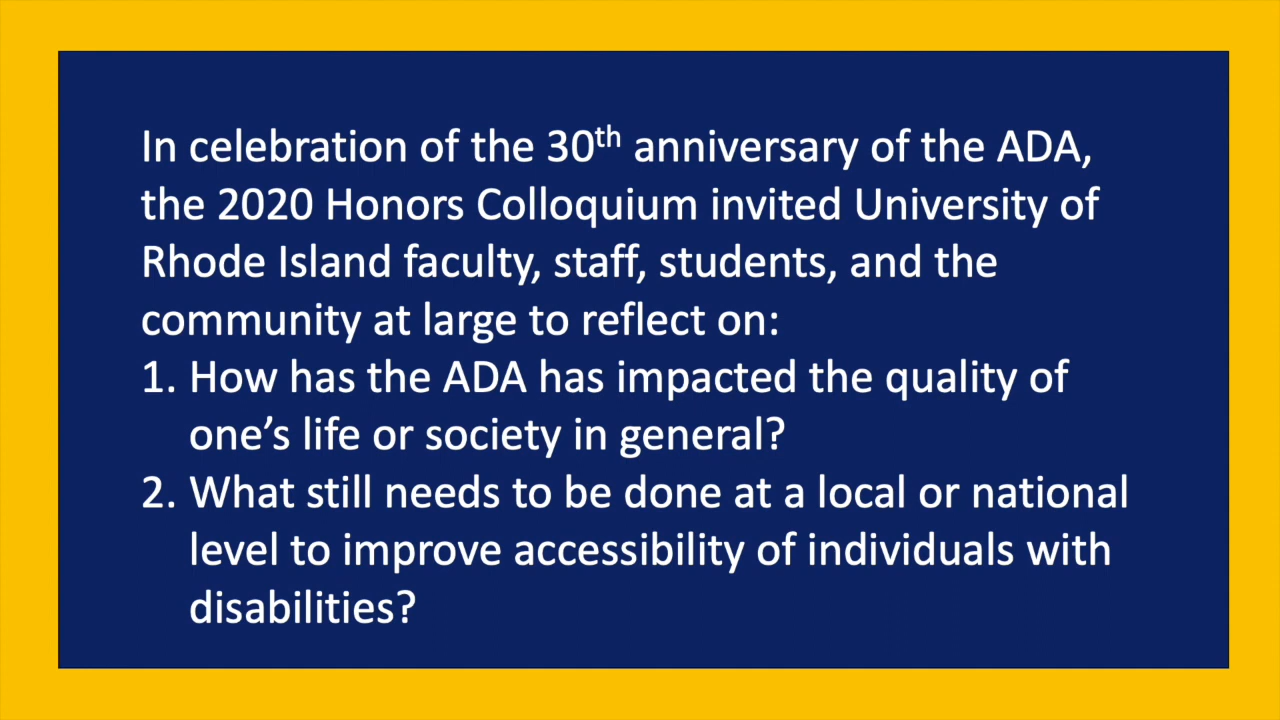 In celebration of the 30th anniversary of the ADA,
the 2020 Honors Colloquium invited University of
Rhode Island faculty, staff, students, and the
community at large to reflect on:
1. How has the ADA has impacted the quality of
one’s life or society in general?
2. What still needs to be done at a local or national
level to improve accessibility of individuals with
disabilities?